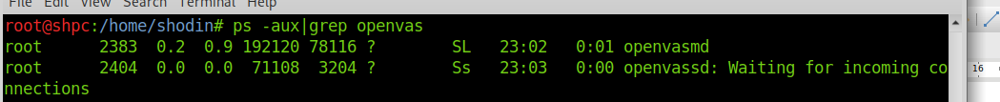 File Edit View Search Terminal Help
root@shpc:/home/shodin# ps -aux|grep openvas
root      2383  0.2  0.9 192120 78116 ?        SL   23:02   0:01 openvasmd
root      2404  0.0  0.0  71108  3204 ?        Ss   23:03   0:00 openvassd: Waiting for incoming co
nnections
16